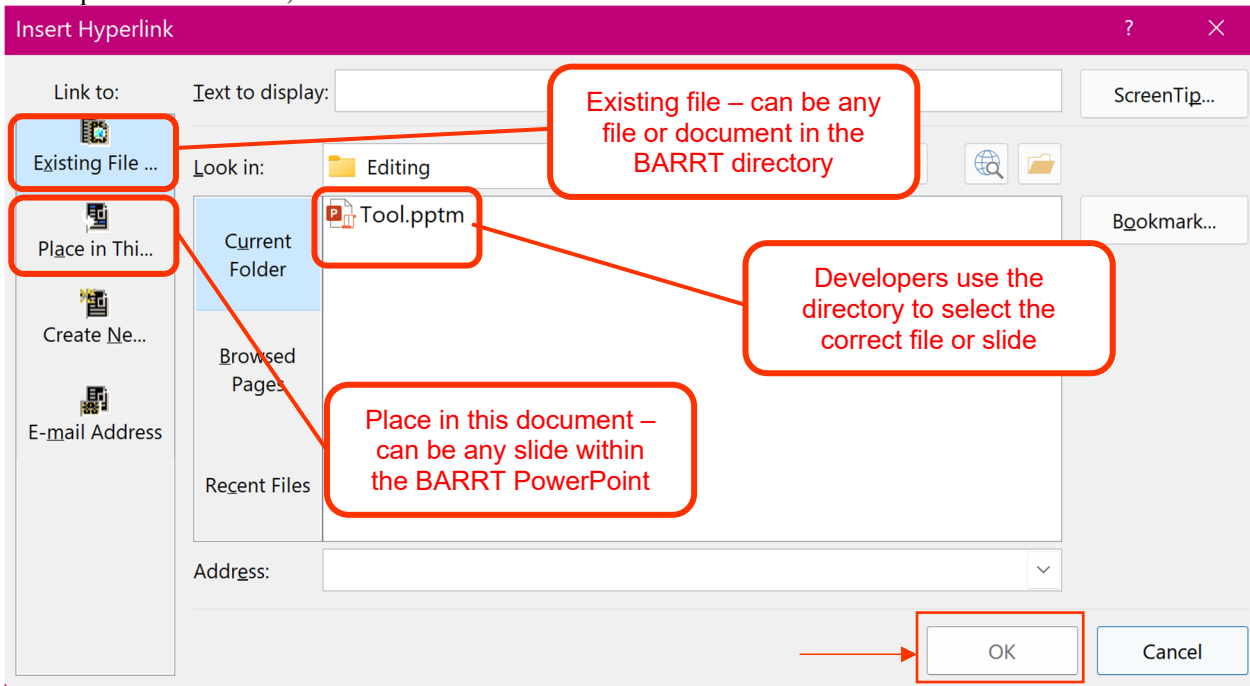 Insert Hyperlink ?
Link to:
Text to display:
ScreenTip...
Existing file – can be any
file or document in the
BARRT directory
Existing File ...
Look in:
Editing
Place in Thi...
Current
Folder
Tool.pptm
Bookmark...
Developers use the
directory to select the
correct file or slide
Create Ne...
Browsed
Pages
E-mail Address
Place in this document –
can be any slide within
the BARRT PowerPoint
Recent Files
Address:
OK
Cancel